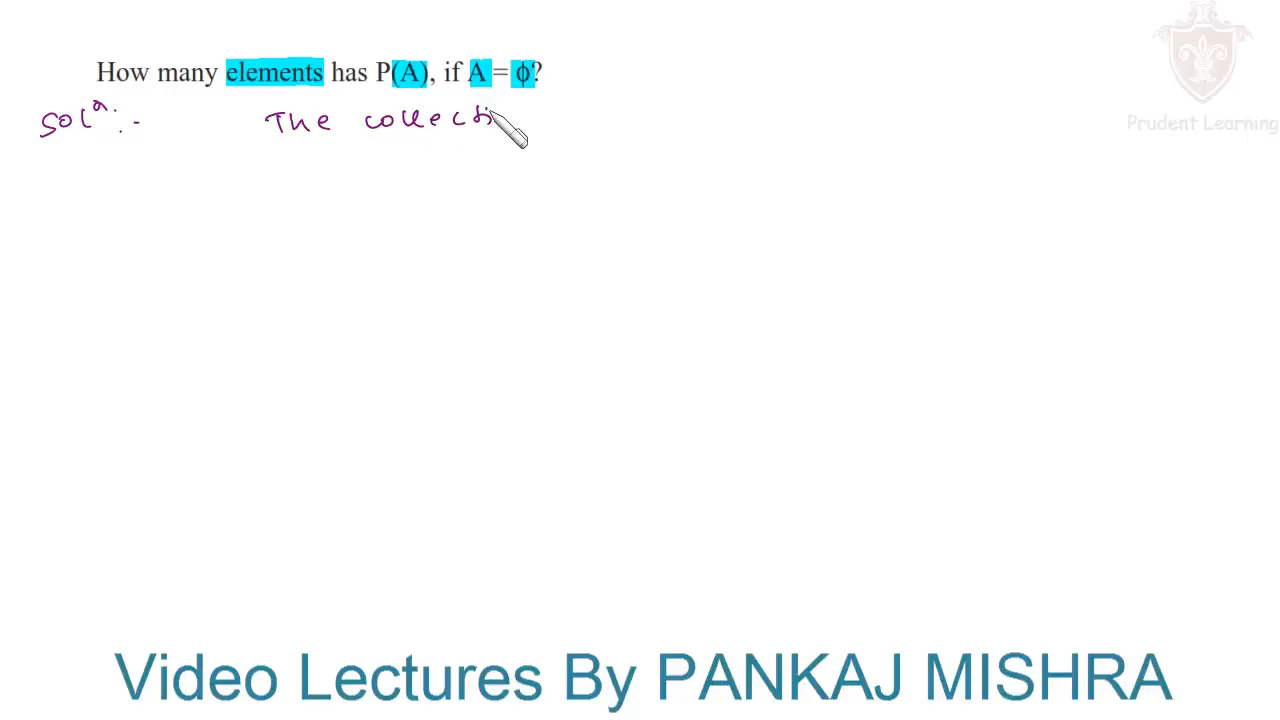 How many elements has P(A), if A = ϕ?
Solⁿ:- The collecti
Prudent Learning
Video Lectures By PANKAJ MISHRA